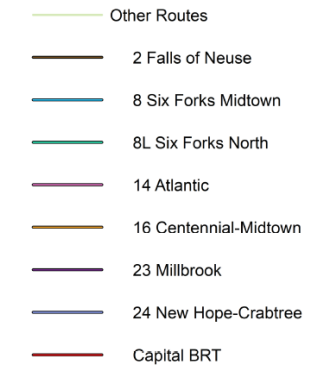 Other Routes
2 Falls of Neuse
8 Six Forks Midtown
8L Six Forks North
14 Atlantic
16 Centennial-Midtown
23 Millbrook
24 New Hope-Crabtree
Capital BRT